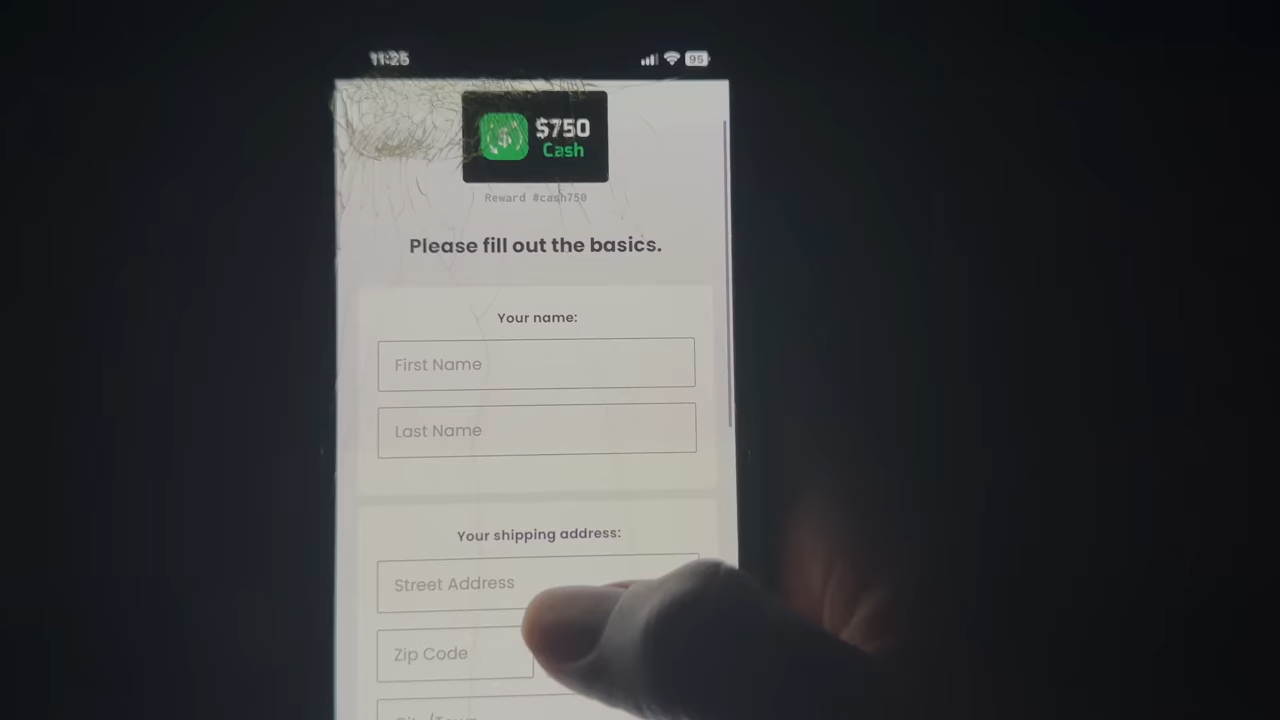 11:25
95
$750
Cash
Reward #cash750
Please fill out the basics.
Your name:
First Name
Last Name
Your shipping address:
Street Address
Zip Code